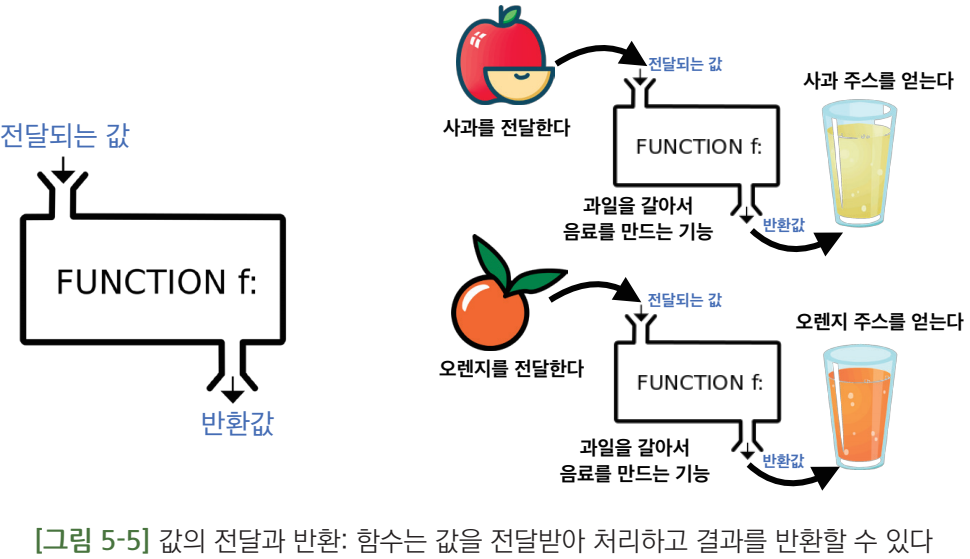 전달되는 값
FUNCTION f:
반환값
전달되는 값
사과를 전달한다
FUNCTION f:
과일을 갈아서
음료를 만드는 기능
반환값
사과 주스를 얻는다
전달되는 값
오렌지를 전달한다
FUNCTION f:
과일을 갈아서
음료를 만드는 기능
반환값
오렌지 주스를 얻는다
[그림 5-5] 값의 전달과 반환: 함수는 값을 전달받아 처리하고 결과를 반환할 수 있다